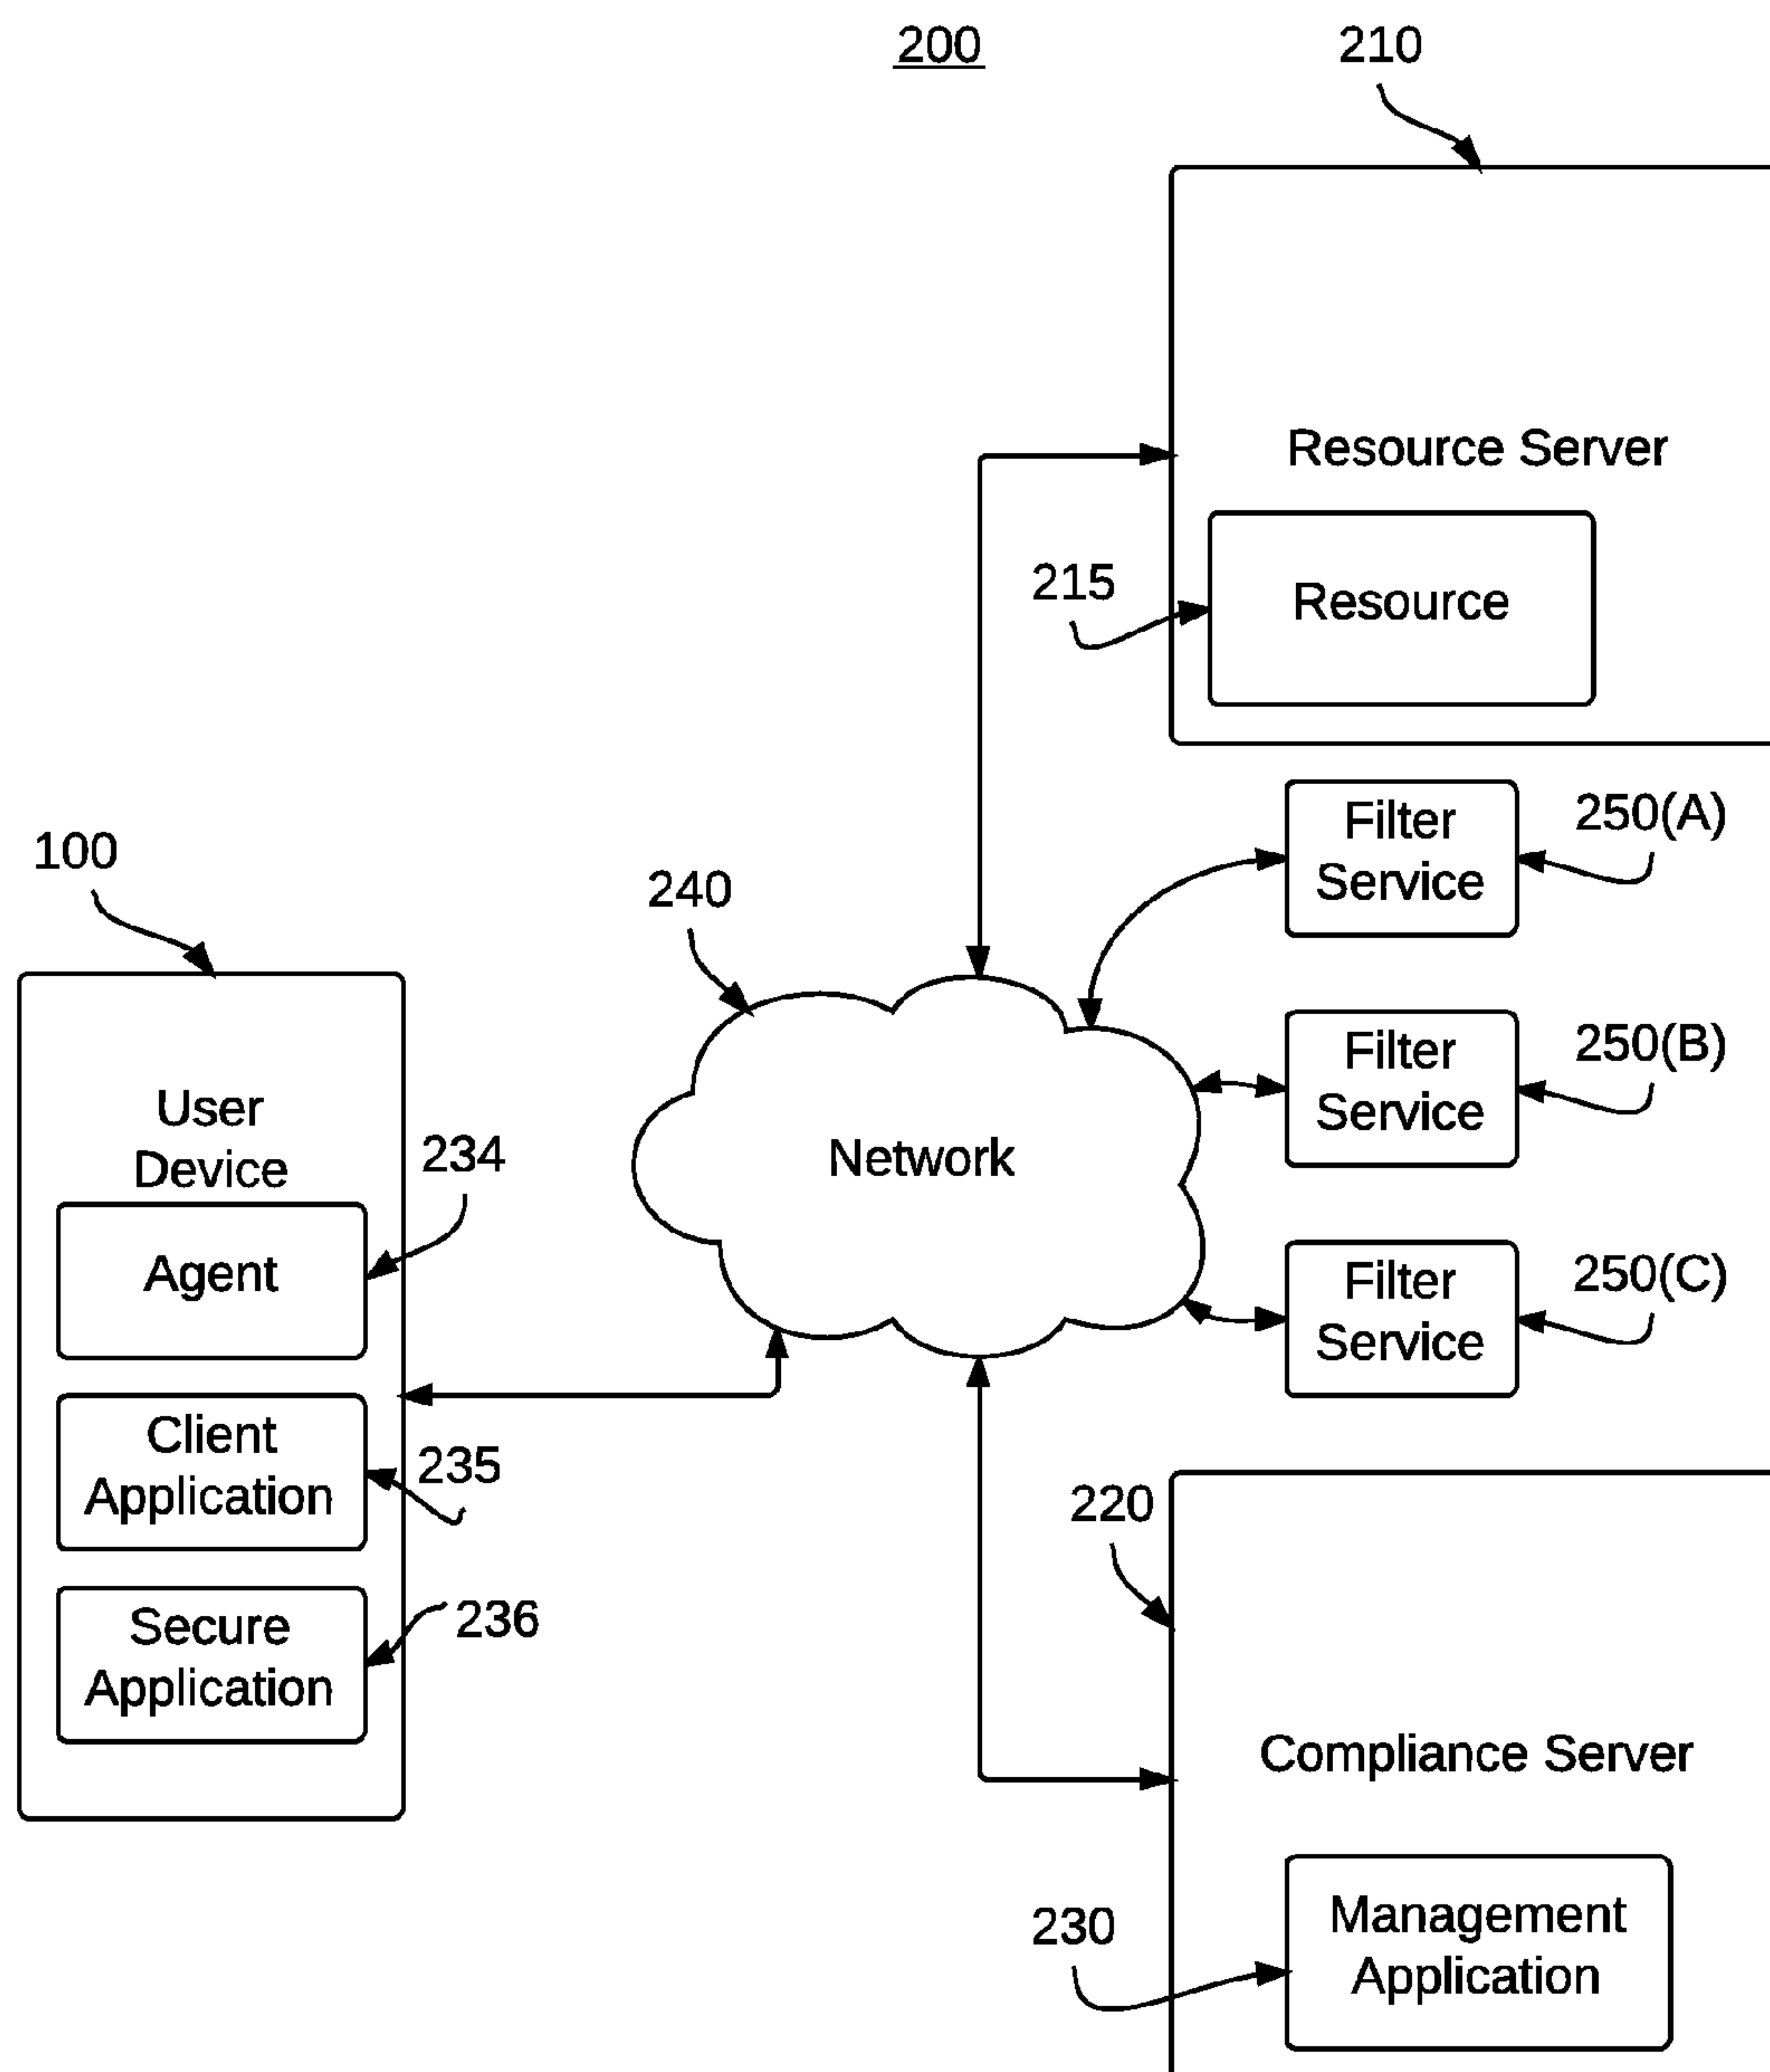 200
210
Resource Server
215
Resource
Filter
Service
250(A)
100
240
Filter
Service
250(B)
User
Device
234
Network
Agent
Filter
Service
250(C)
Client
Application
235
220
Secure
Application
236
Compliance Server
230
Management
Application